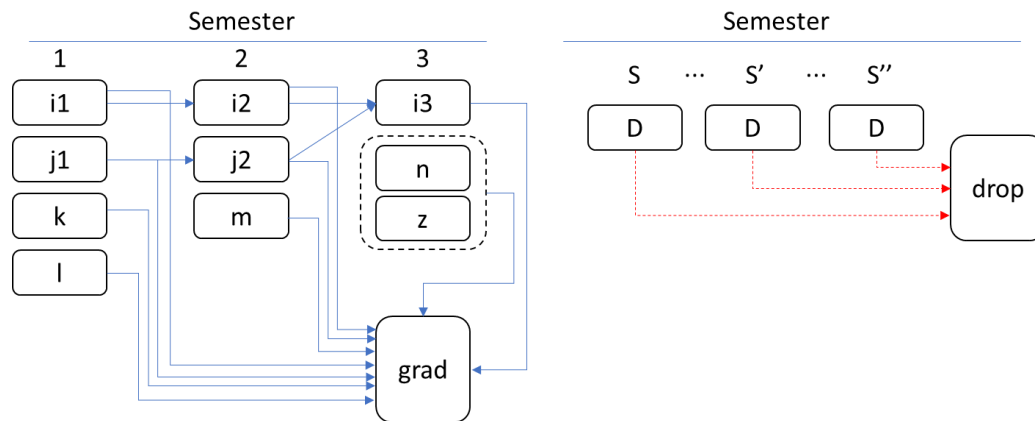 Semester
1 2 3
i1 i2 i3
j1 j2 n
k m z
l
grad
Semester
S ... S' ... S''
D D D
drop